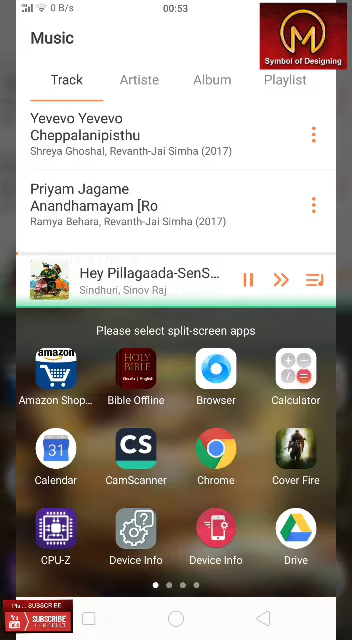 0 B/s
00:53
Music
Symbol of Designing
Track
Artiste
Album
Playlist
Yevevo Yevevo
Cheppalanipisthu
Shreya Ghoshal, Revanth-Jai Simha (2017)
Priyam Jagame
Anandhamayam [Ro
Ramya Behara, Revanth-Jai Simha (2017)
Hey Pillagaada-SenS...
Sindhuri, Sinov Raj
Please select split-screen apps
amazon
HOLY
BIBLE
Amazon Shop...
Bible Offline
Browser
Calculator
31
CS
Calendar
CamScanner
Chrome
Cover Fire
CPU-Z
Device Info
Device Info
Drive
SUBSCRIBE
SUBSCRIBE